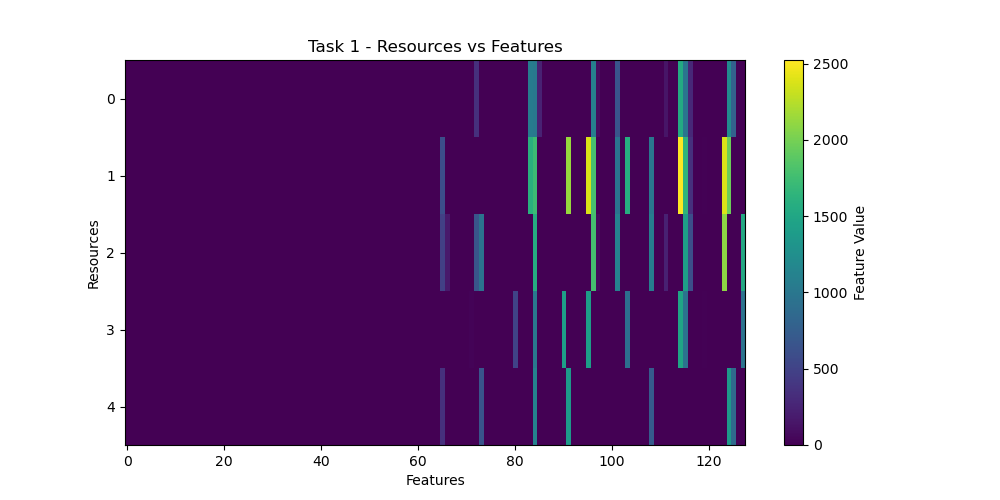 Task 1 - Resources vs Features
Resources
0
1
2
3
4
0 20 40 60 80 100 120
Features
2500
2000
1500
1000
500
0
Feature Value